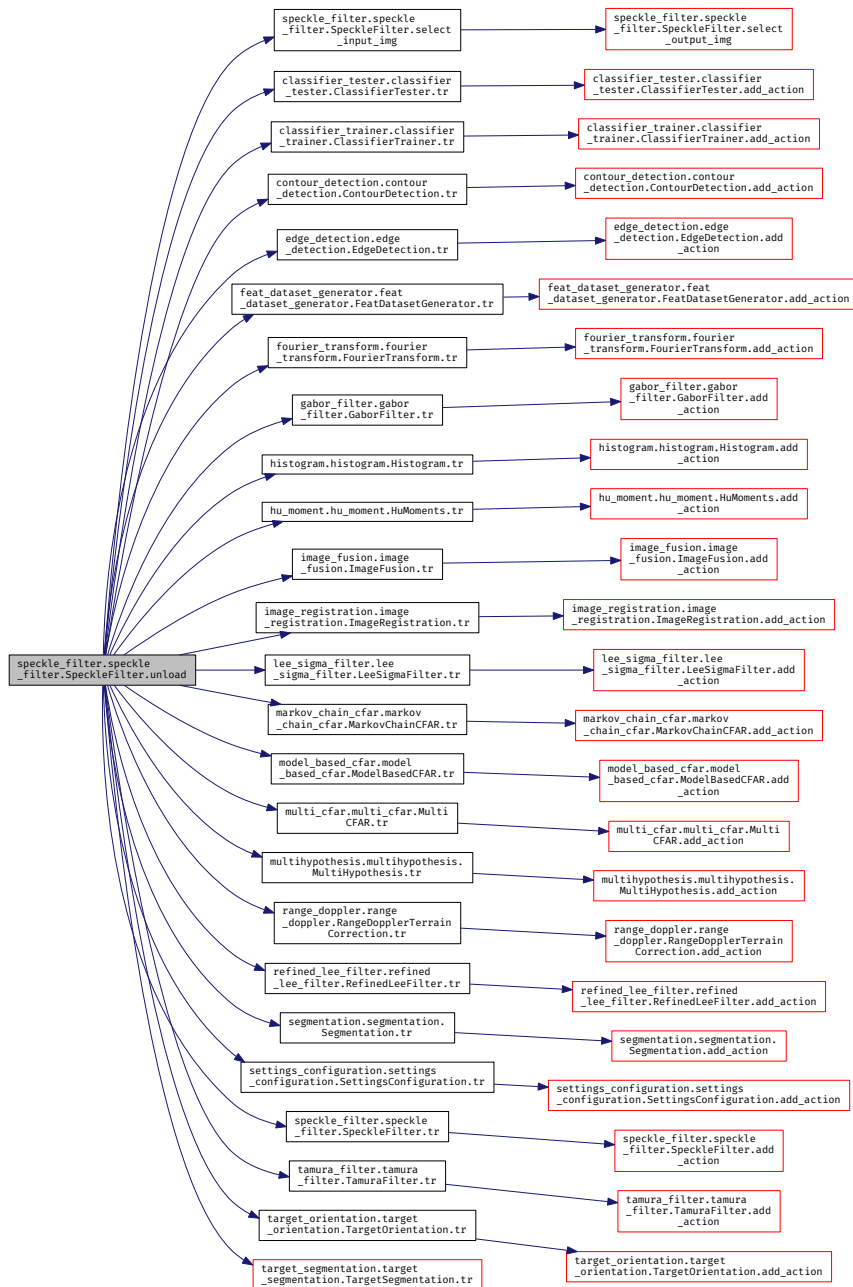 speckle_filter.speckle
_filter.SpeckleFilter.select
_input_img
speckle_filter.speckle
_filter.SpeckleFilter.select
_output_img
classifier_tester.classifier
_tester.ClassifierTester.tr
classifier_tester.classifier
_tester.ClassifierTester.add_action
classifier_trainer.classifier
_trainer.ClassifierTrainer.tr
classifier_trainer.classifier
_trainer.ClassifierTrainer.add_action
contour_detection.contour
_detection.ContourDetection.tr
contour_detection.contour
_detection.ContourDetection.add_action
edge_detection.edge
_detection.EdgeDetection.tr
edge_detection.edge
_detection.EdgeDetection.add
_action
feat_dataset_generator.feat
_dataset_generator.FeatDatasetGenerator.tr
feat_dataset_generator.feat
_dataset_generator.FeatDatasetGenerator.add_action
fourier_transform.fourier
_transform.FourierTransform.tr
fourier_transform.fourier
_transform.FourierTransform.add_action
gabor_filter.gabor
_filter.GaborFilter.tr
gabor_filter.gabor
_filter.GaborFilter.add
_action
histogram.histogram.Histogram.tr
histogram.histogram.Histogram.add
_action
hu_moment.hu_moment.HuMoments.tr
hu_moment.hu_moment.HuMoments.add
_action
image_fusion.image
_fusion.ImageFusion.tr
image_fusion.image
_fusion.ImageFusion.add
_action
image_registration.image
_registration.ImageRegistration.tr
image_registration.image
_registration.ImageRegistration.add_action
speckle_filter.speckle
_filter.SpeckleFilter.unload
lee_sigma_filter.lee
_sigma_filter.LeeSigmaFilter.tr
lee_sigma_filter.lee
_sigma_filter.LeeSigmaFilter.add
_action
markov_chain_cfar.markov
_chain_cfar.MarkovChainCFAR.tr
markov_chain_cfar.markov
_chain_cfar.MarkovChainCFAR.add_action
model_based_cfar.model
_based_cfar.ModelBasedCFAR.tr
model_based_cfar.model
_based_cfar.ModelBasedCFAR.add
_action
multi_cfar.multi_cfar.Multi
CFAR.tr
multi_cfar.multi_cfar.Multi
CFAR.add_action
multihypothesis.multihypothesis.
MultiHypothesis.tr
multihypothesis.multihypothesis.
MultiHypothesis.add_action
range_doppler.range
_doppler.RangeDopplerTerrain
Correction.tr
range_doppler.range
_doppler.RangeDopplerTerrain
Correction.add_action
refined_lee_filter.refined
_lee_filter.RefinedLeeFilter.tr
refined_lee_filter.refined
_lee_filter.RefinedLeeFilter.add_action
segmentation.segmentation.
Segmentation.tr
segmentation.segmentation.
Segmentation.add_action
settings_configuration.settings
_configuration.SettingsConfiguration.tr
settings_configuration.settings
_configuration.SettingsConfiguration.add_action
speckle_filter.speckle
_filter.SpeckleFilter.tr
speckle_filter.speckle
_filter.SpeckleFilter.add
_action
tamura_filter.tamura
_filter.TamuraFilter.tr
tamura_filter.tamura
_filter.TamuraFilter.add
_action
target_orientation.target
_orientation.TargetOrientation.tr
target_orientation.target
_orientation.TargetOrientation.add_action
target_segmentation.target
_segmentation.TargetSegmentation.tr